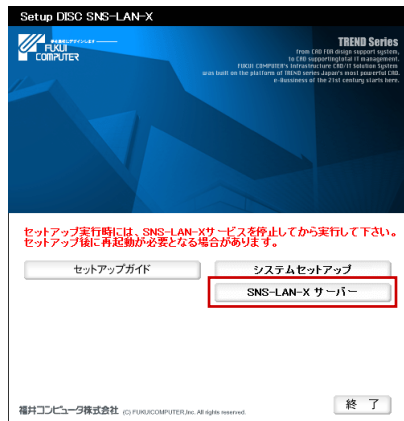 Setup DISC SNS-LAN-X
FUKUI
COMPUTER
TREND Series
from CAD FOR design support system,
to CAD supportingtotal IT management.
FUKUI COMPUTER's Infrastructure CAD/IT Solution System
was built on the platform of TREND series Japan's most powerful CAD.
e-Bussiness of the 21st century starts here.
セットアップ実行時には、SNS-LAN-Xサービスを停止してから実行して下さい。
セットアップ後に再起動が必要となる場合があります。
セットアップガイド
システムセットアップ
SNS-LAN-X サーバー
福井コンピュータ株式会社 (C) FUKUICOMPUTER,Inc. All rights reserved.
終 了